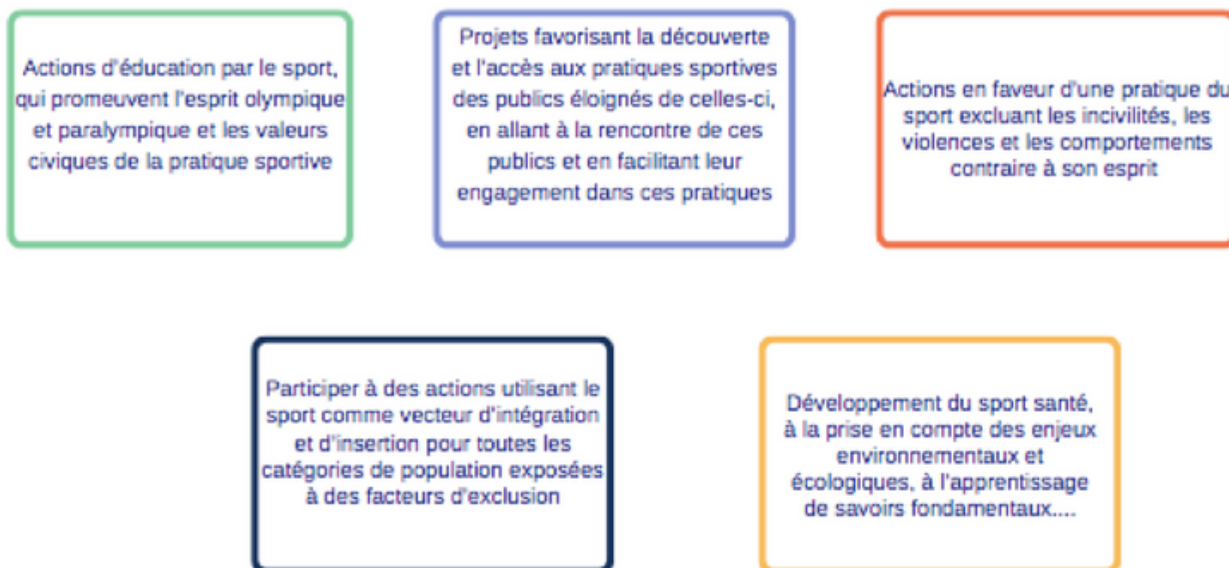 Actions d'éducation par le sport,
qui promeuvent l'esprit olympique
et paralympique et les valeurs
civiques de la pratique sportive
Projets favorisant la découverte
et l'accès aux pratiques sportives
des publics éloignés de celles-ci,
en allant à la rencontre de ces
publics et en facilitant leur
engagement dans ces pratiques
Actions en faveur d'une pratique du
sport excluant les incivilités, les
violences et les comportements
contraire à son esprit
Participer à des actions utilisant le
sport comme vecteur d'intégration
et d'insertion pour toutes les
catégories de population exposées
à des facteurs d'exclusion
Développement du sport santé,
à la prise en compte des enjeux
environnementaux et
écologiques, à l'apprentissage
de savoirs fondamentaux....